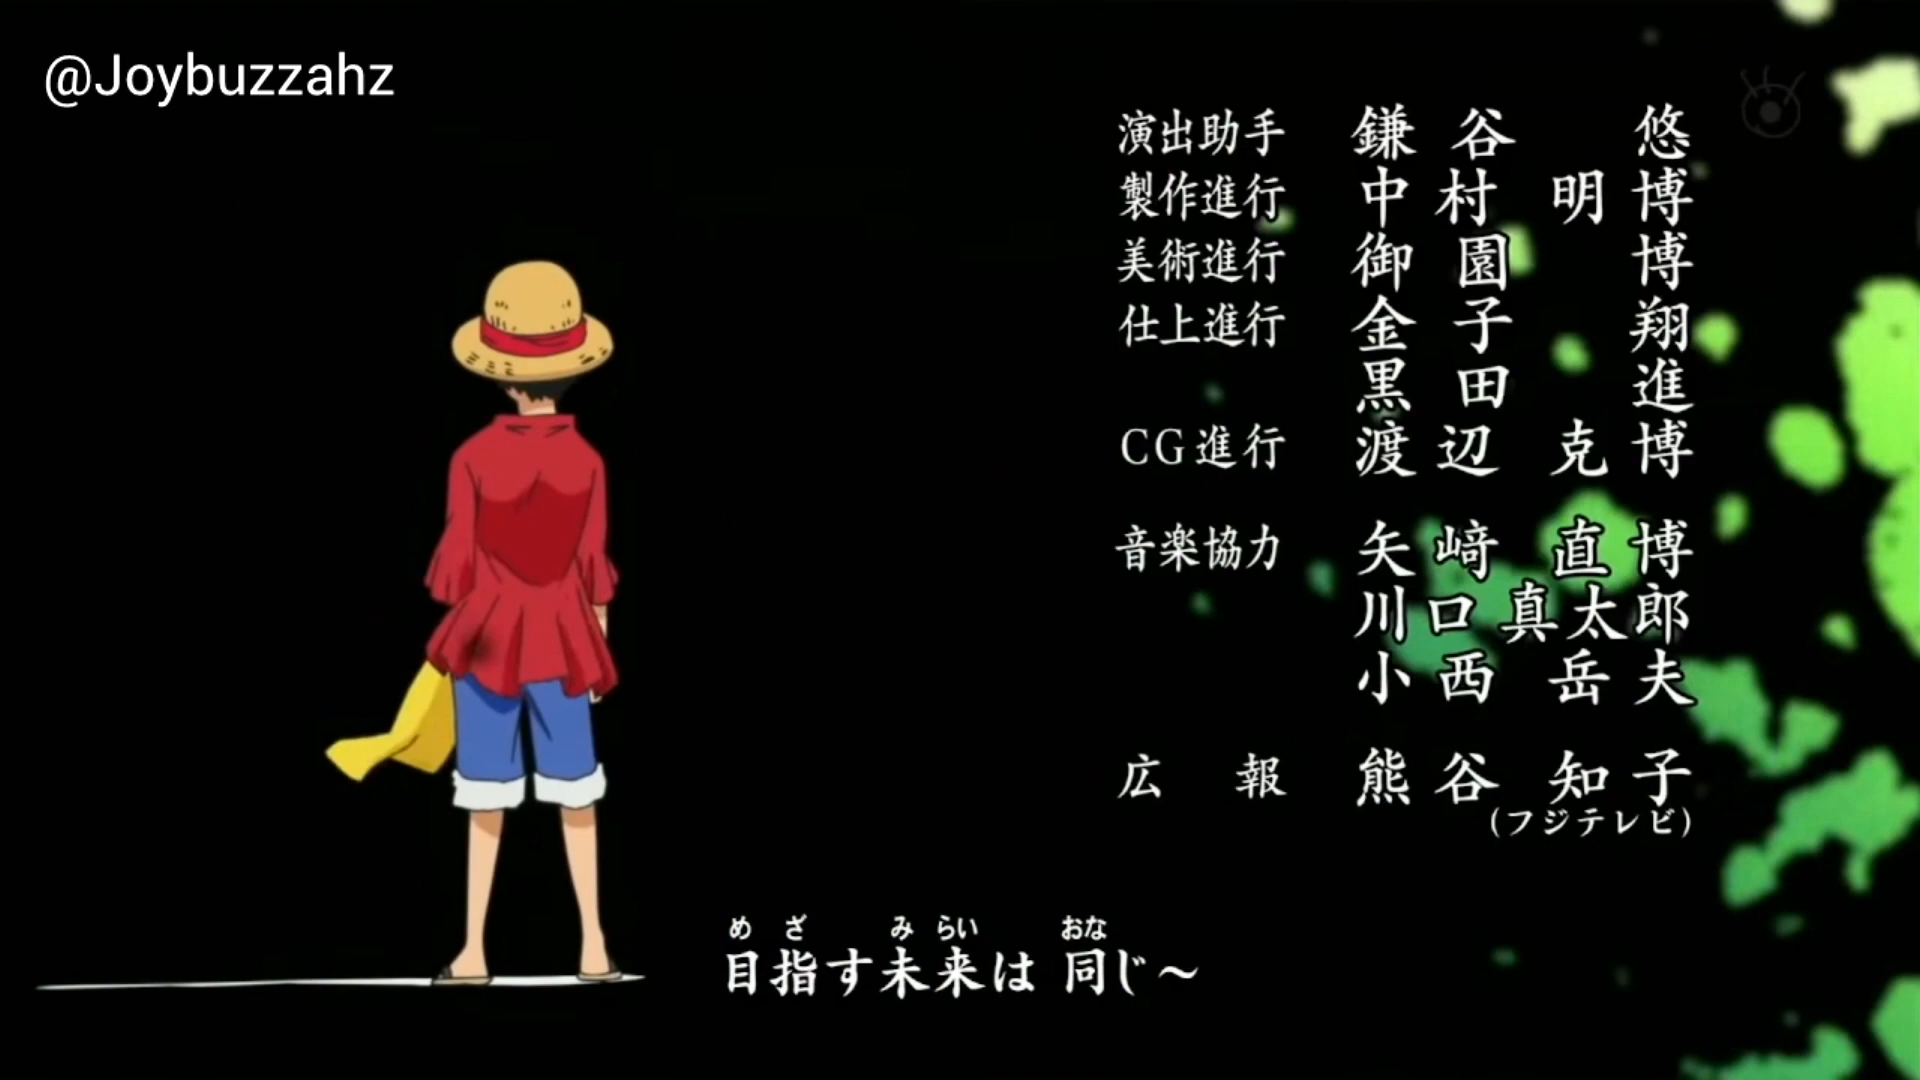 @Joybuzzahz
演出助手 鎌谷 悠
製作進行 中村 明博
美術進行 御園 博
仕上進行 金子 翔
黒田 進
CG進行 渡辺 克博
音楽協力 矢﨑 直博
川口 真太郎
小西 岳夫
広報 熊谷 知子
(フジテレビ)
めざ みらい おな
目指す未来は 同じ~